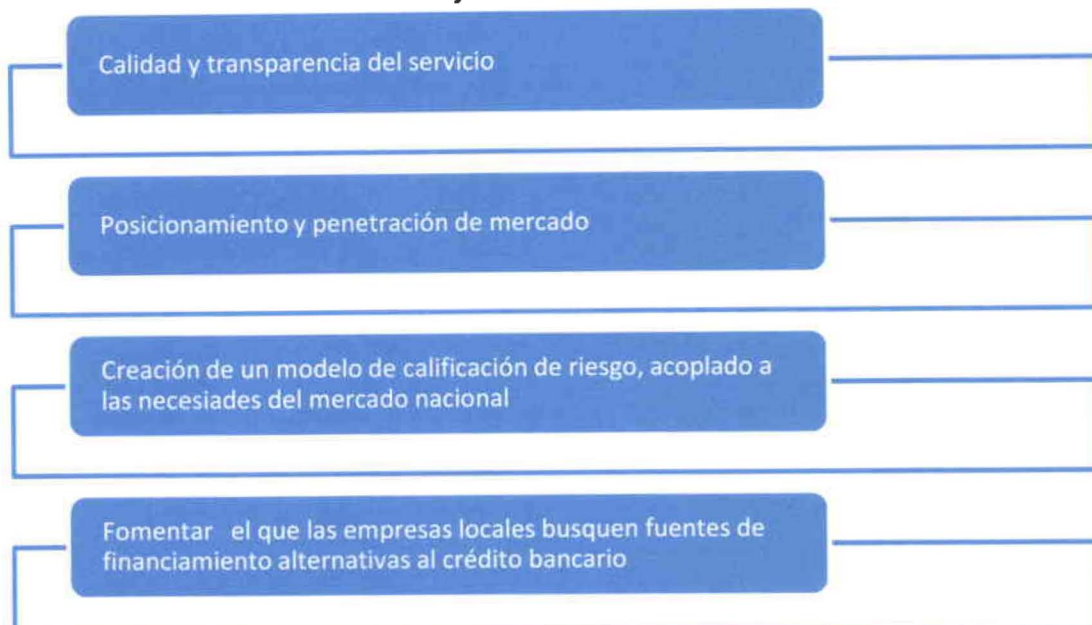 Calidad y transparencia del servicio
Posicionamiento y penetración de mercado
Creación de un modelo de calificación de riesgo, acoplado a
las necesiades del mercado nacional
Fomentar el que las empresas locales busquen fuentes de
financiamiento alternativas al crédito bancario